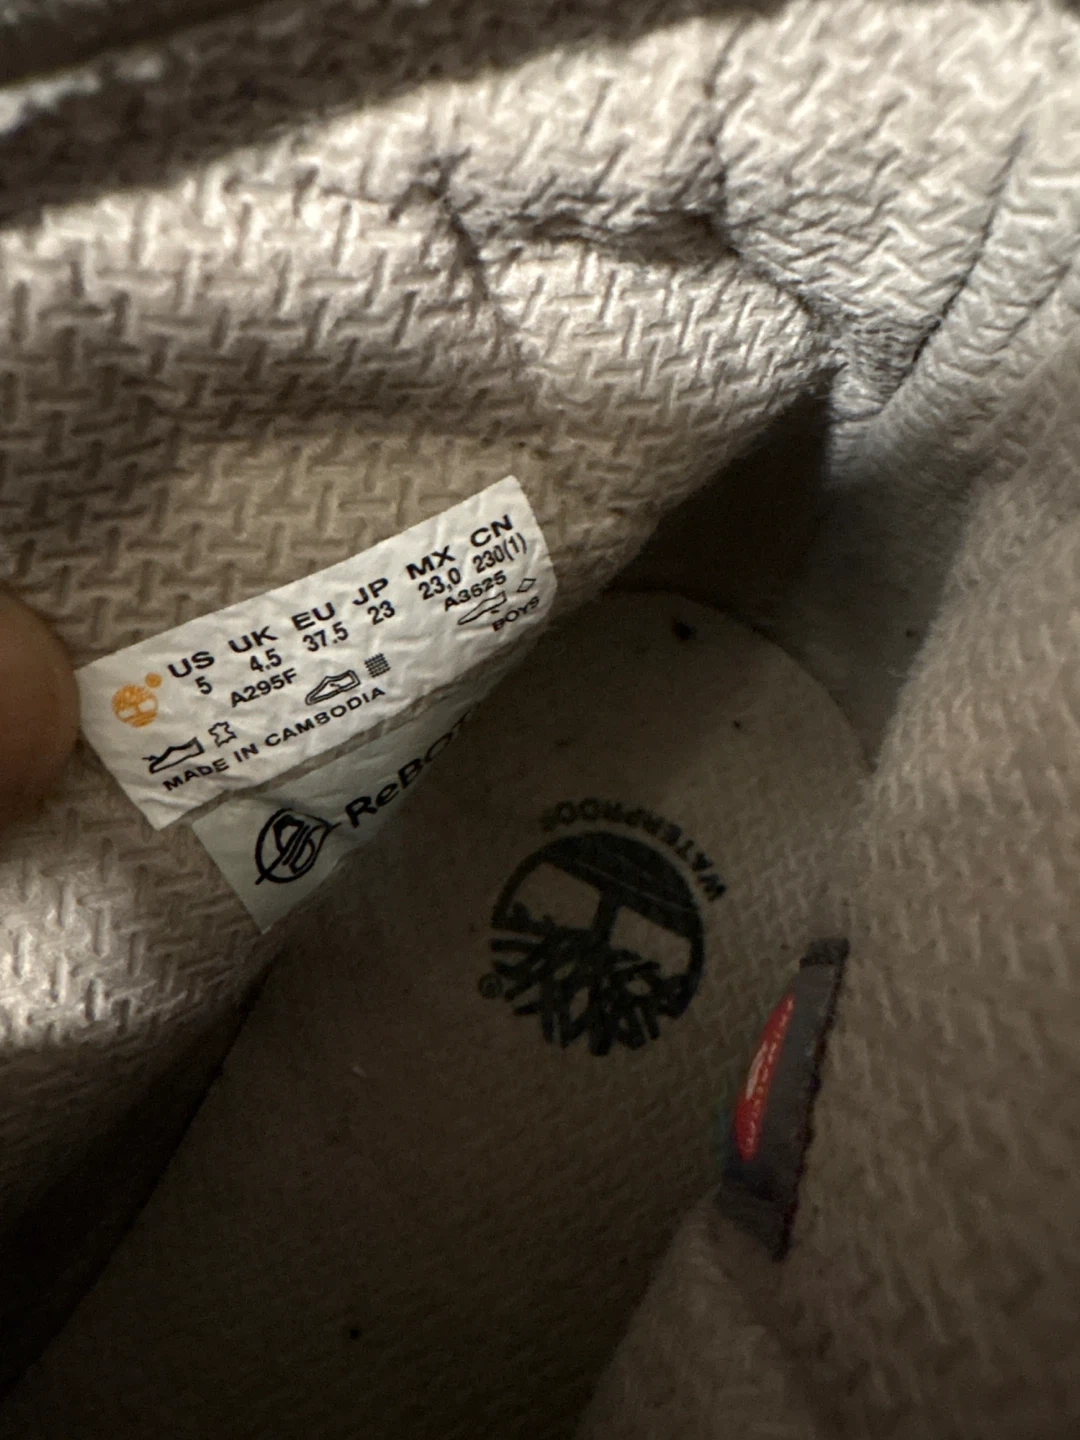 US UK EU JP MX CN
5 4.5 37.5 23 23,0 230(1)
A295F A3625
BOYS
MADE IN CAMBODIA
WATERPROOF
®